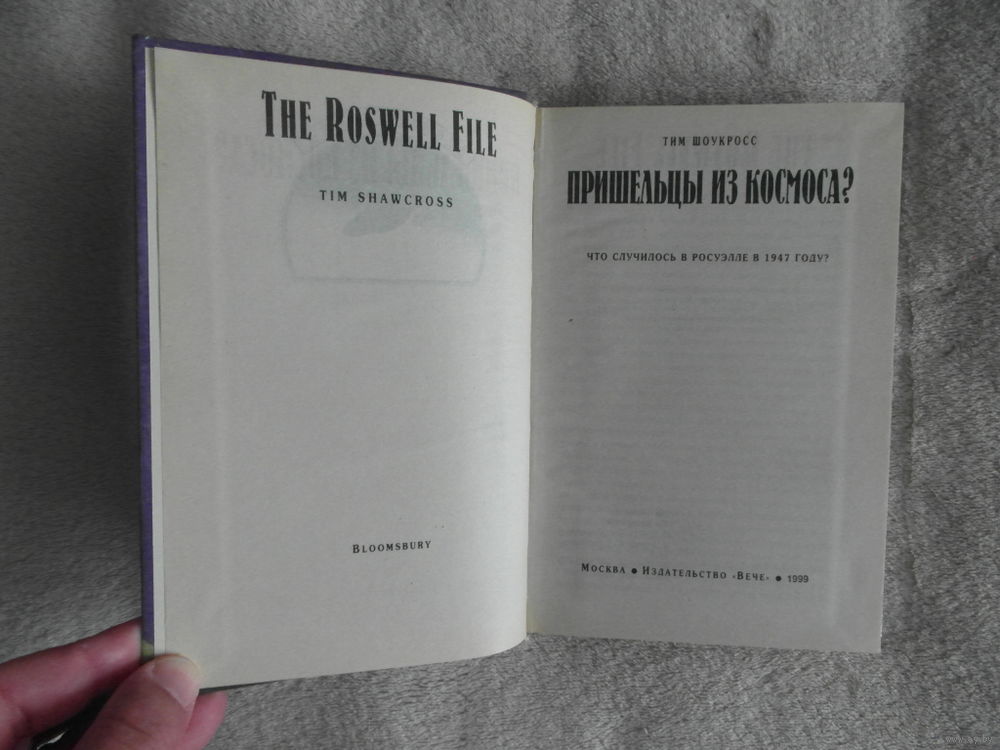 THE ROSWELL FILE
TIM SHAWCROSS
BLOOMSBURY
ТИМ ШОУКРОСС
ПРИШЕЛЬЦЫ ИЗ КОСМОСА?
ЧТО СЛУЧИЛОСЬ В РОСУЭЛЛЕ В 1947 ГОДУ?
МОСКВА ● ИЗДАТЕЛЬСТВО «ВЕЧЕ» ● 1999